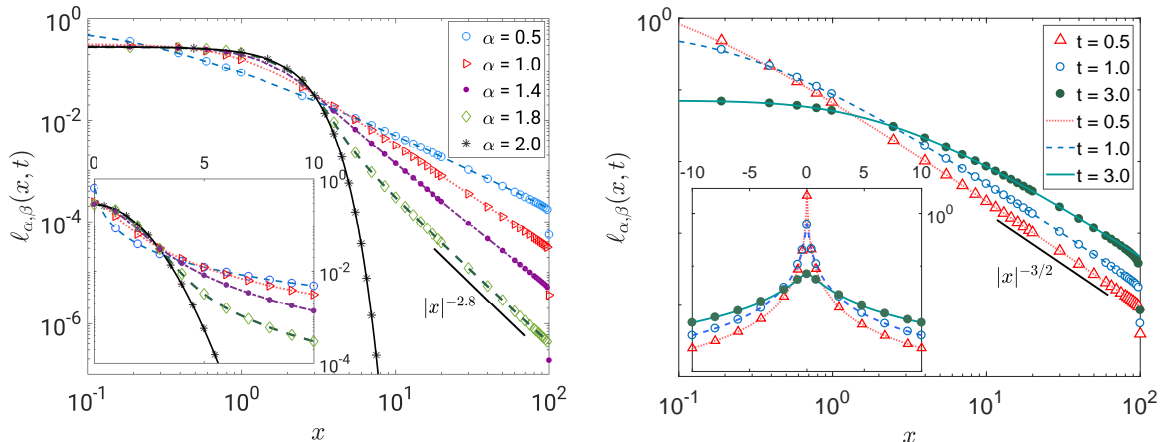 10^0
10^-2
10^-4
10^-6
ℓ_{α,β}(x, t)
α = 0.5
α = 1.0
α = 1.4
α = 1.8
α = 2.0
0 5 10
10^0
10^-2
10^-4
|x|^{-2.8}
10^-1 10^0 10^1 10^2
x
10^0
ℓ_{α,β}(x, t)
t = 0.5
t = 1.0
t = 3.0
t = 0.5
t = 1.0
t = 3.0
-10 -5 0 5 10
10^0
|x|^{-3/2}
10^-1 10^0 10^1 10^2
x